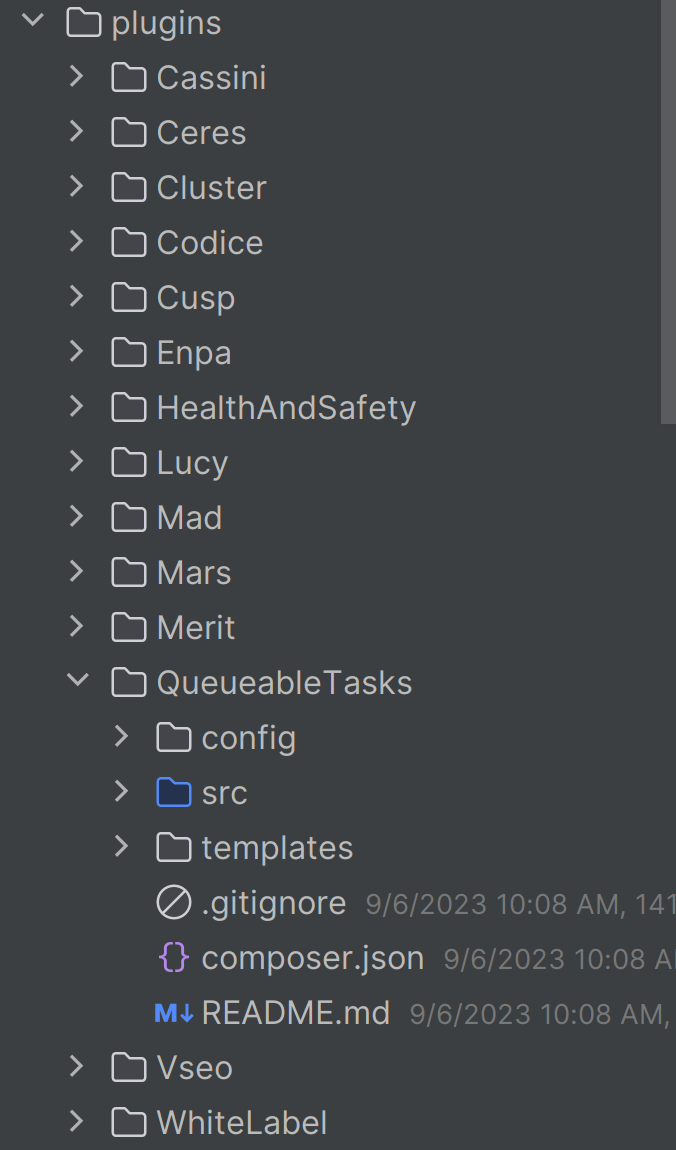 plugins
Cassini
Ceres
Cluster
Codice
Cusp
Enpa
HealthAndSafety
Lucy
Mad
Mars
Merit
QueueableTasks
config
src
templates
.gitignore 9/6/2023 10:08 AM, 141
{} composer.json 9/6/2023 10:08 A
M↓ README.md 9/6/2023 10:08 AM,
Vseo
WhiteLabel